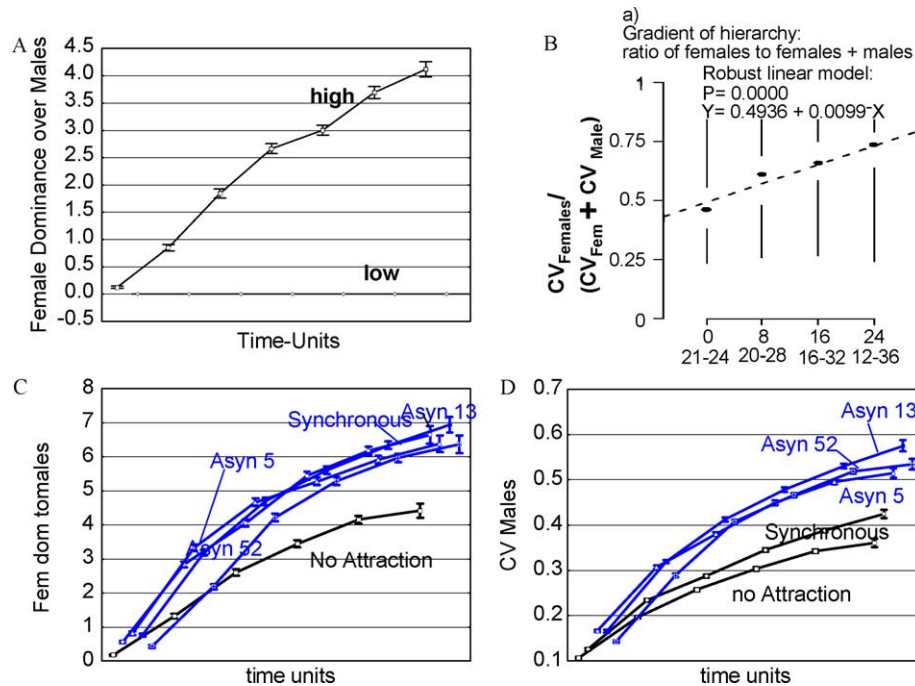 A
4.5
4.0
3.5
3.0
2.5
2.0
1.5
1.0
0.5
0.0
-0.5
Female Dominance over Males
high
low
Time-Units
a)
B
Gradient of hierarchy:
ratio of females to females + males
Robust linear model:
P= 0.0000
Y= 0.4936 + 0.0099-X
1
0.75
0.5
0.25
0
CV Females/
(CV Fem + CV Male)
0 8 16 24
21-24 20-28 16-32 12-36
C
8
7
6
5
4
3
2
1
0
Fem dom tomales
Synchronous
Asyn 13
Asyn 5
Asyn 52
No Attraction
time units
D
0.7
0.6
0.5
0.4
0.3
0.2
0.1
CV Males
Asyn 13
Asyn 52
Asyn 5
Synchronous
no Attraction
time units